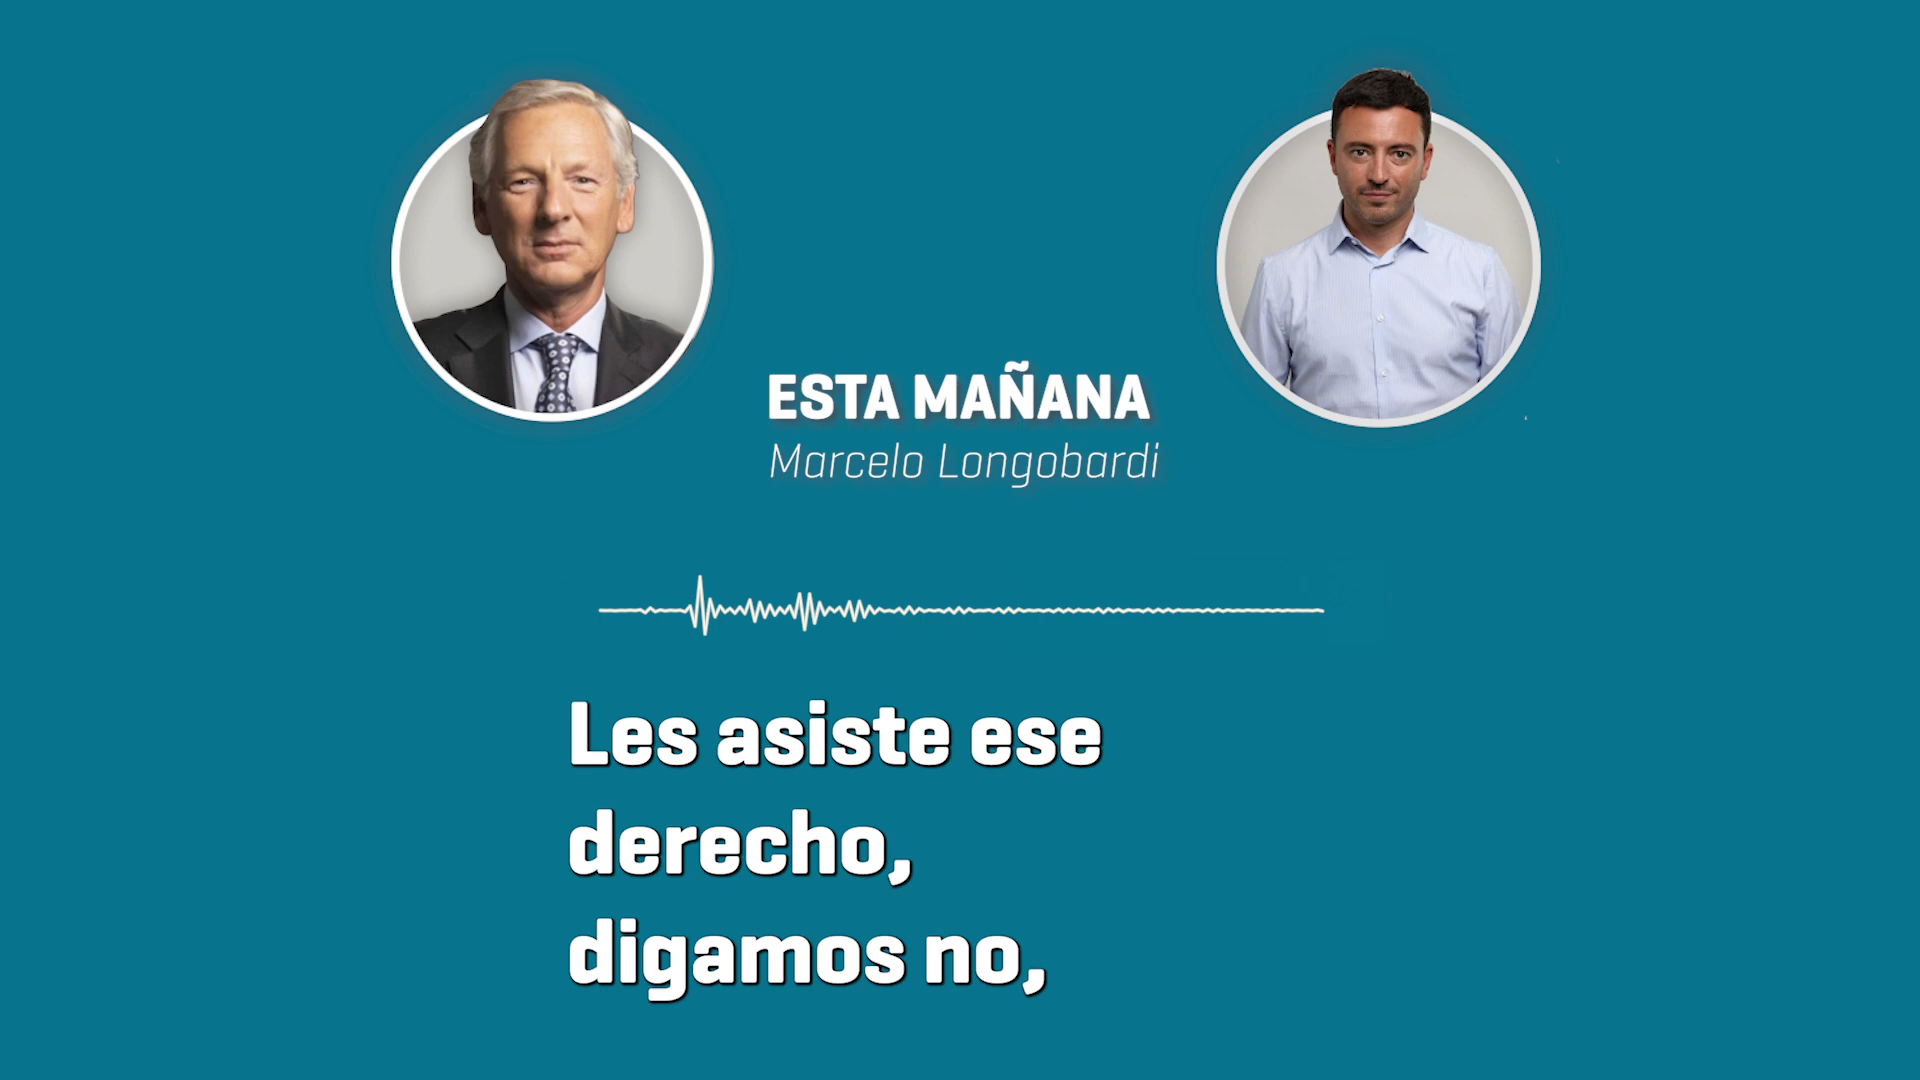 ESTA MAÑANA
Marcelo Longobardi
Les asiste ese
derecho,
digamos no,